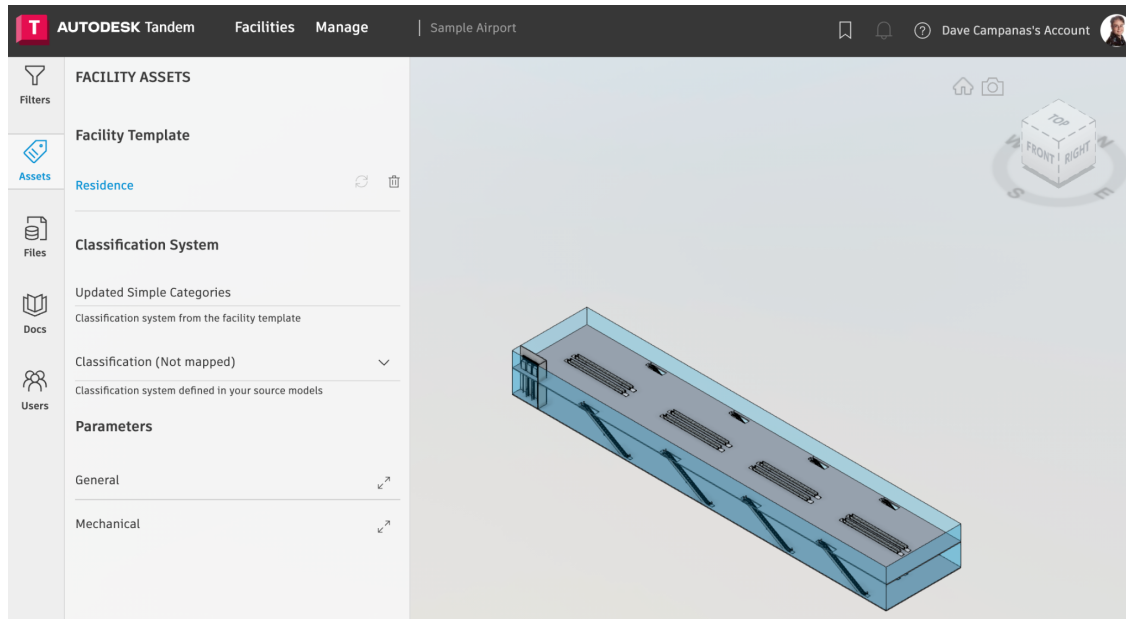 T AUTODESK Tandem Facilities Manage Sample Airport ? Dave Campanas's Account
Filters
Assets
Files
Docs
Users
FACILITY ASSETS
Facility Template
Residence
Classification System
Updated Simple Categories
Classification system from the facility template
Classification (Not mapped)
Classification system defined in your source models
Parameters
General
Mechanical
TOP
FRONT
RIGHT
W
N
S
E